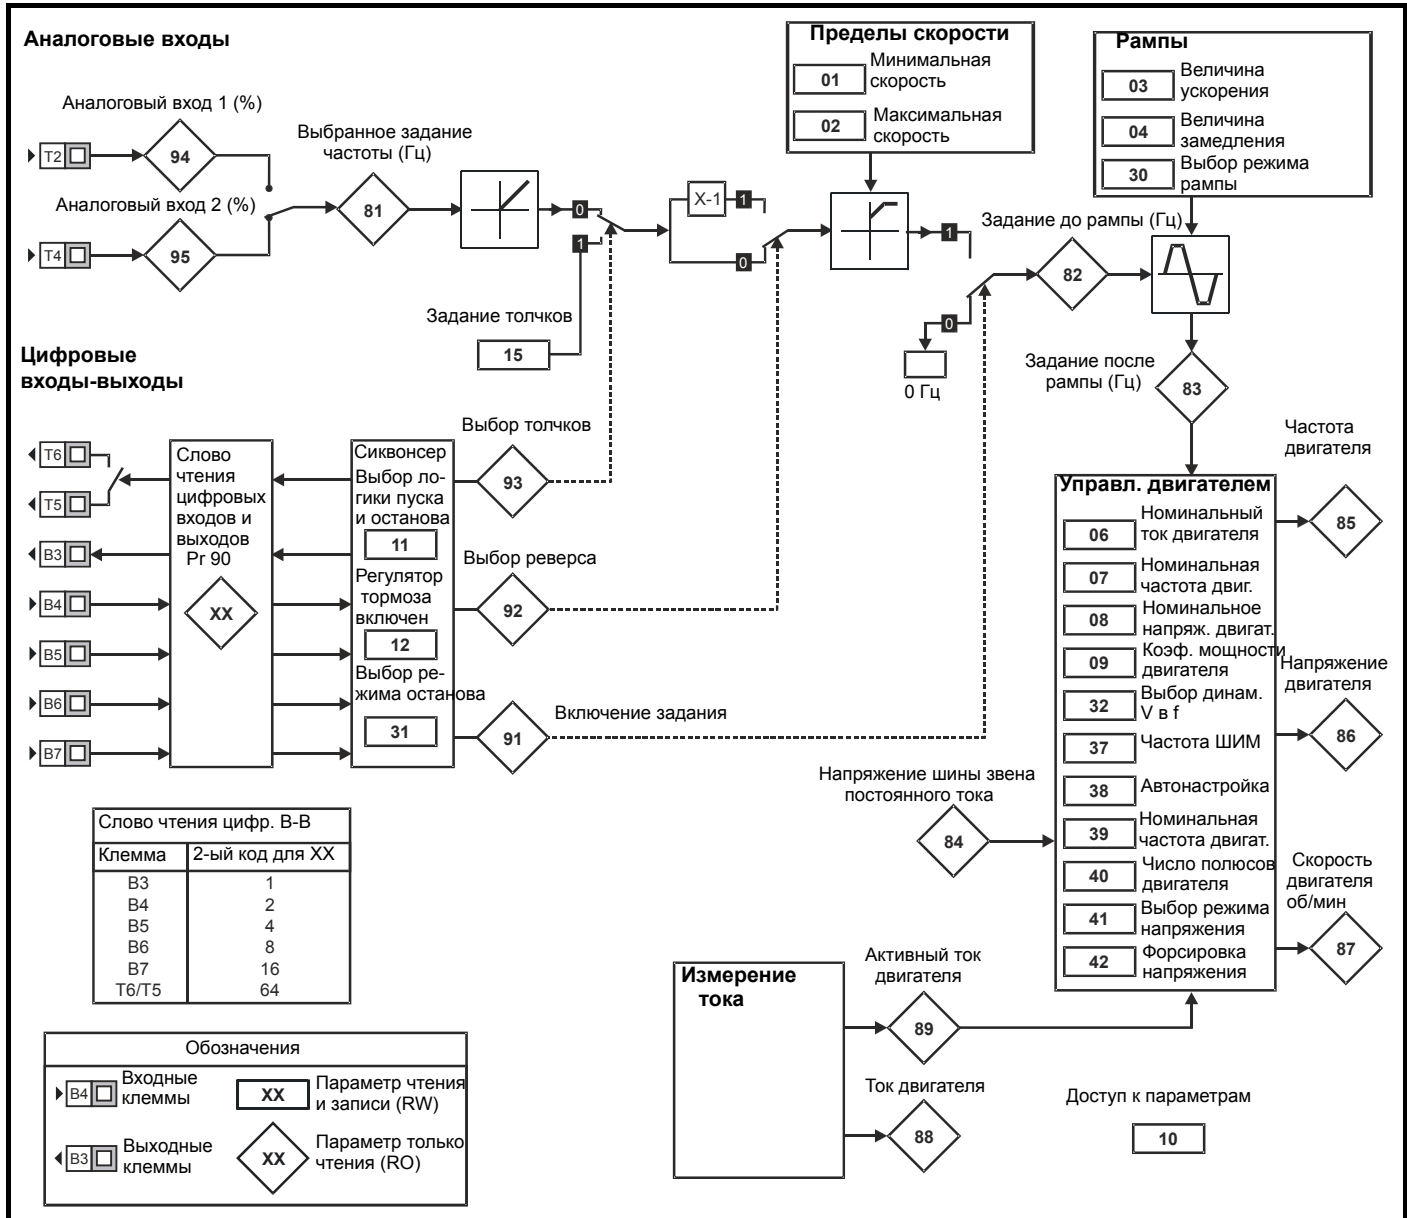 Аналоговые входы
Аналоговый вход 1 (%)
T2
94
Аналоговый вход 2 (%)
T4
95
Выбранное задание
частоты (Гц)
81
0
1
Задание толчков
15
X-1
1
0
Пределы скорости
01
Минимальная
скорость
02
Максимальная
скорость
1
0
0 Гц
Задание до рампы (Гц)
82
Рампы
03
Величина
ускорения
04
Величина
замедления
30
Выбор режима
рампы
Задание после
рампы (Гц)
83
Цифровые
входы-выходы
T6
T5
B3
B4
B5
B6
B7
Слово
чтения
цифровых
входов и
выходов
Pr 90
XX
Сиквонсер
Выбор ло-
гики пуска
и останова
11
Регулятор
тормоза
включен
12
Выбор ре-
жима останова
31
Выбор толчков
93
Выбор реверса
92
Включение задания
91
Управл. двигателем
06
Номинальный
ток двигателя
07
Номинальная
частота двиг.
08
Номинальное
напряж. двигат.
09
Коэф. мощности
двигателя
32
Выбор динам.
V в f
37
Частота ШИМ
38
Автонастройка
39
Номинальная
частота двигат.
40
Число полюсов
двигателя
41
Выбор режима
напряжения
42
Форсировка
напряжения
Частота
двигателя
85
Напряжение
двигателя
86
Скорость
двигателя
об/мин
87
Напряжение шины звена
постоянного тока
84
Измерение
тока
Активный ток
двигателя
89
Ток двигателя
88
Доступ к параметрам
10
Слово чтения цифр. В-В
Клемма 2-ый код для XX
B3 1
B4 2
B5 4
B6 8
B7 16
T6/T5 64
Обозначения
B4
Входные
клеммы
XX
Параметр чтения
и записи (RW)
B3
Выходные
клеммы
XX
Параметр только
чтения (RO)